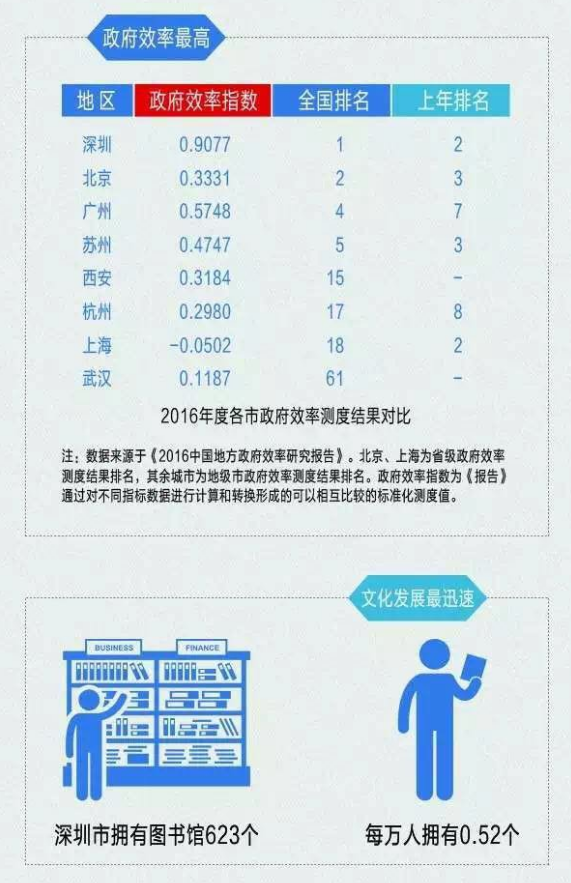 政府效率最高
地区 政府效率指数 全国排名 上年排名
深圳 0.9077 1 2
北京 0.3331 2 3
广州 0.5748 4 7
苏州 0.4747 5 3
西安 0.3184 15 -
杭州 0.2980 17 8
上海 -0.0502 18 2
武汉 0.1187 61 -
2016年度各市政府效率测度结果对比
注：数据来源于《2016中国地方政府效率研究报告》。北京、上海为省级政府效率
测度结果排名，其余城市为地级市政府效率测度结果排名。政府效率指数为《报告》
通过对不同指标数据进行计算和转换形成的可以相互比较的标准化测度值。
文化发展最迅速
BUSINESS FINANCE
深圳市拥有图书馆623个 每万人拥有0.52个